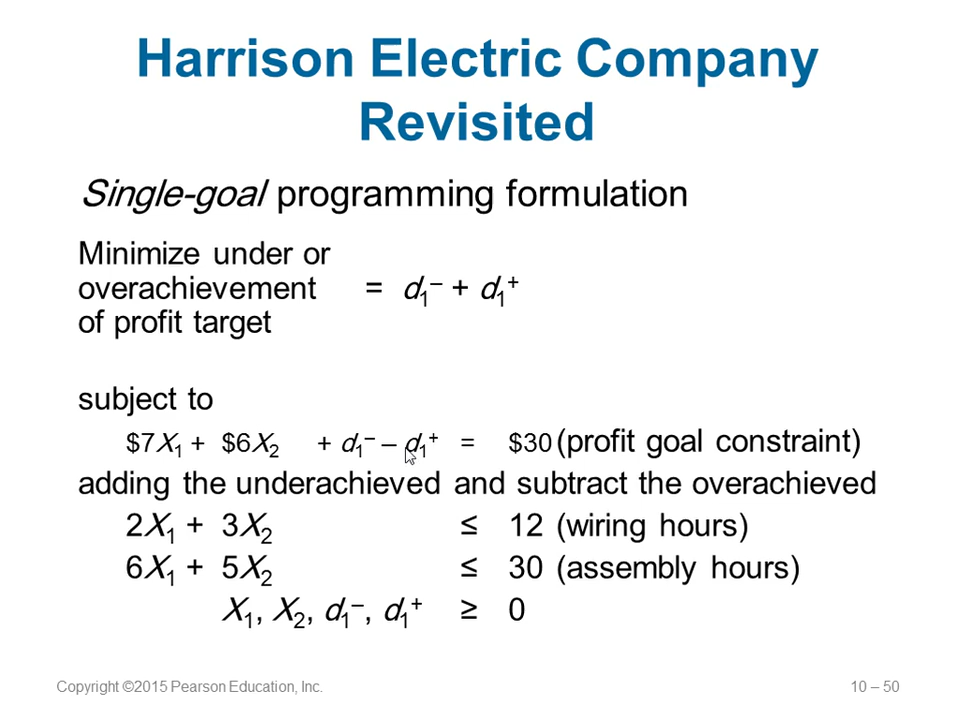 Harrison Electric Company
Revisited
Single-goal programming formulation
Minimize under or
overachievement = d₁⁻ + d₁⁺
of profit target
subject to
$7X₁ + $6X₂ + d₁⁻ – d₁⁺ = $30 (profit goal constraint)
adding the underachieved and subtract the overachieved
2X₁ + 3X₂ ≤ 12 (wiring hours)
6X₁ + 5X₂ ≤ 30 (assembly hours)
X₁, X₂, d₁⁻, d₁⁺ ≥ 0
Copyright ©2015 Pearson Education, Inc. 10 – 50